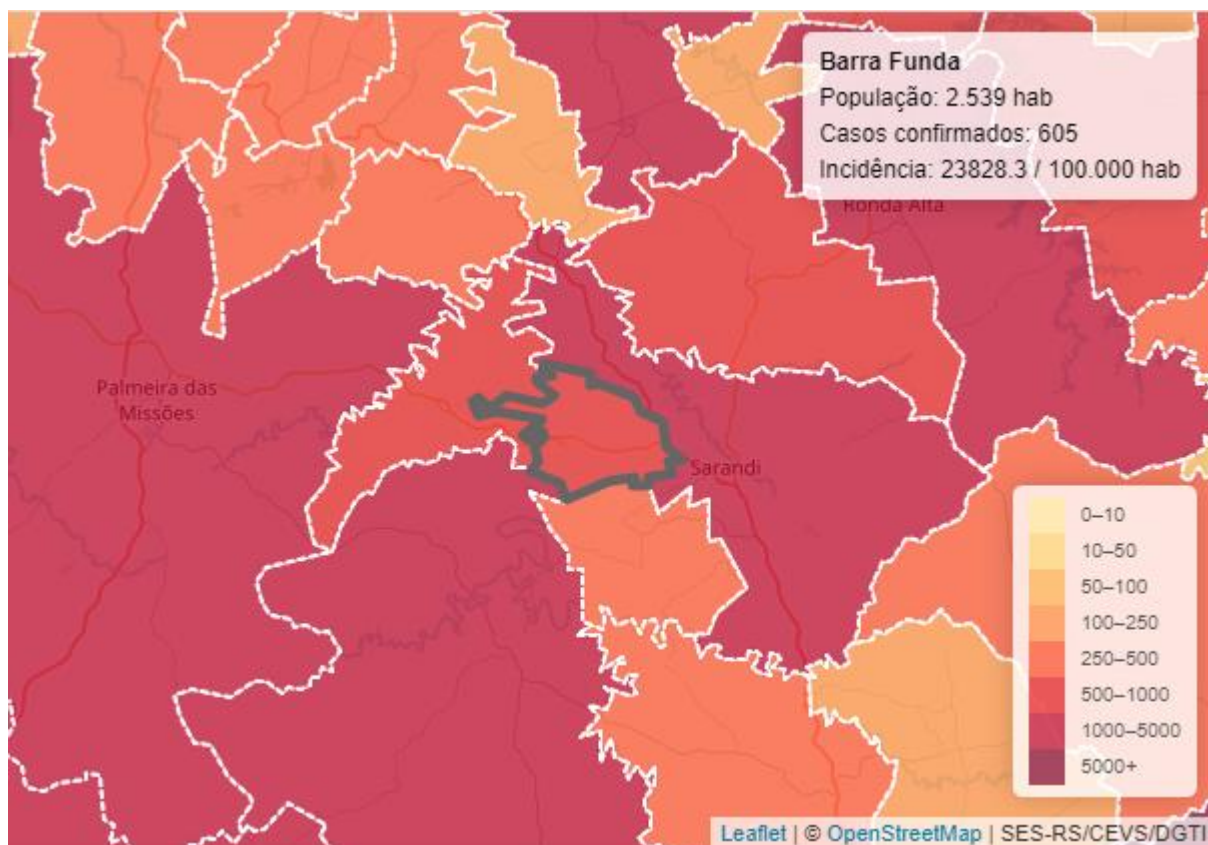 Barra Funda
População: 2.539 hab
Casos confirmados: 605
Incidência: 23828.3 / 100.000 hab
Ronda Alta
Palmeira das
Missões
Sarandi
0–10
10–50
50–100
100–250
250–500
500–1000
1000–5000
5000+
Leaflet | © OpenStreetMap | SES-RS/CEVS/DGTI